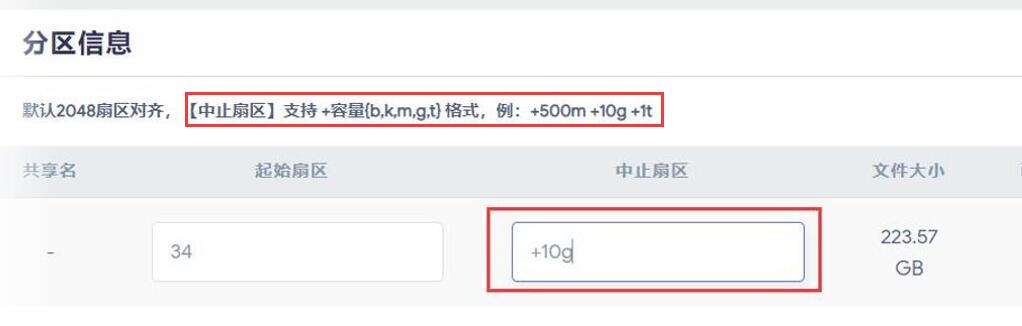 分区信息
默认2048扇区对齐，【中止扇区】支持 +容量{b,k,m,g,t} 格式，例：+500m +10g +1t
共享名 起始扇区 中止扇区 文件大小
- 34 +10g 223.57
GB